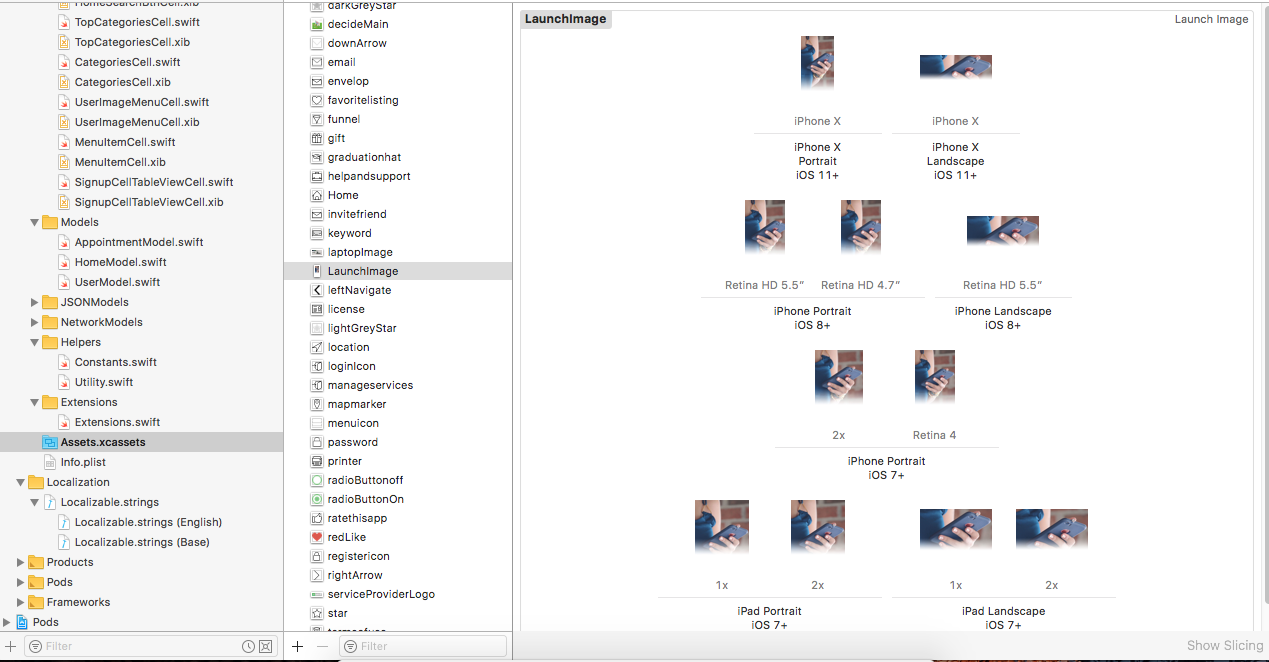 HomeSearchBtnCell.xib
TopCategoriesCell.swift
TopCategoriesCell.xib
CategoriesCell.swift
CategoriesCell.xib
UserImageMenuCell.swift
UserImageMenuCell.xib
MenuItemCell.swift
MenuItemCell.xib
SignupCellTableViewCell.swift
SignupCellTableViewCell.xib
Models
AppointmentModel.swift
HomeModel.swift
UserModel.swift
JSONModels
NetworkModels
Helpers
Constants.swift
Utility.swift
Extensions
Extensions.swift
Assets.xcassets
Info.plist
Localization
Localizable.strings
Localizable.strings (English)
Localizable.strings (Base)
Products
Pods
Frameworks
Pods
Filter
darkGreyStar
decideMain
downArrow
email
envelop
favoritelisting
funnel
gift
graduationhat
helpandsupport
Home
invitefriend
keyword
laptopImage
LaunchImage
leftNavigate
license
lightGreyStar
location
loginIcon
manageservices
mapmarker
menuicon
password
printer
radioButtonoff
radioButtonOn
ratethisapp
redLike
registericon
rightArrow
serviceProviderLogo
star
Filter
LaunchImage
Launch Image
iPhone X
iPhone X
iPhone X
Portrait
iOS 11+
iPhone X
Landscape
iOS 11+
Retina HD 5.5″
Retina HD 4.7″
Retina HD 5.5″
iPhone Portrait
iOS 8+
iPhone Landscape
iOS 8+
2x
Retina 4
iPhone Portrait
iOS 7+
1x
2x
1x
2x
iPad Portrait
iOS 7+
iPad Landscape
iOS 7+
Show Slicing